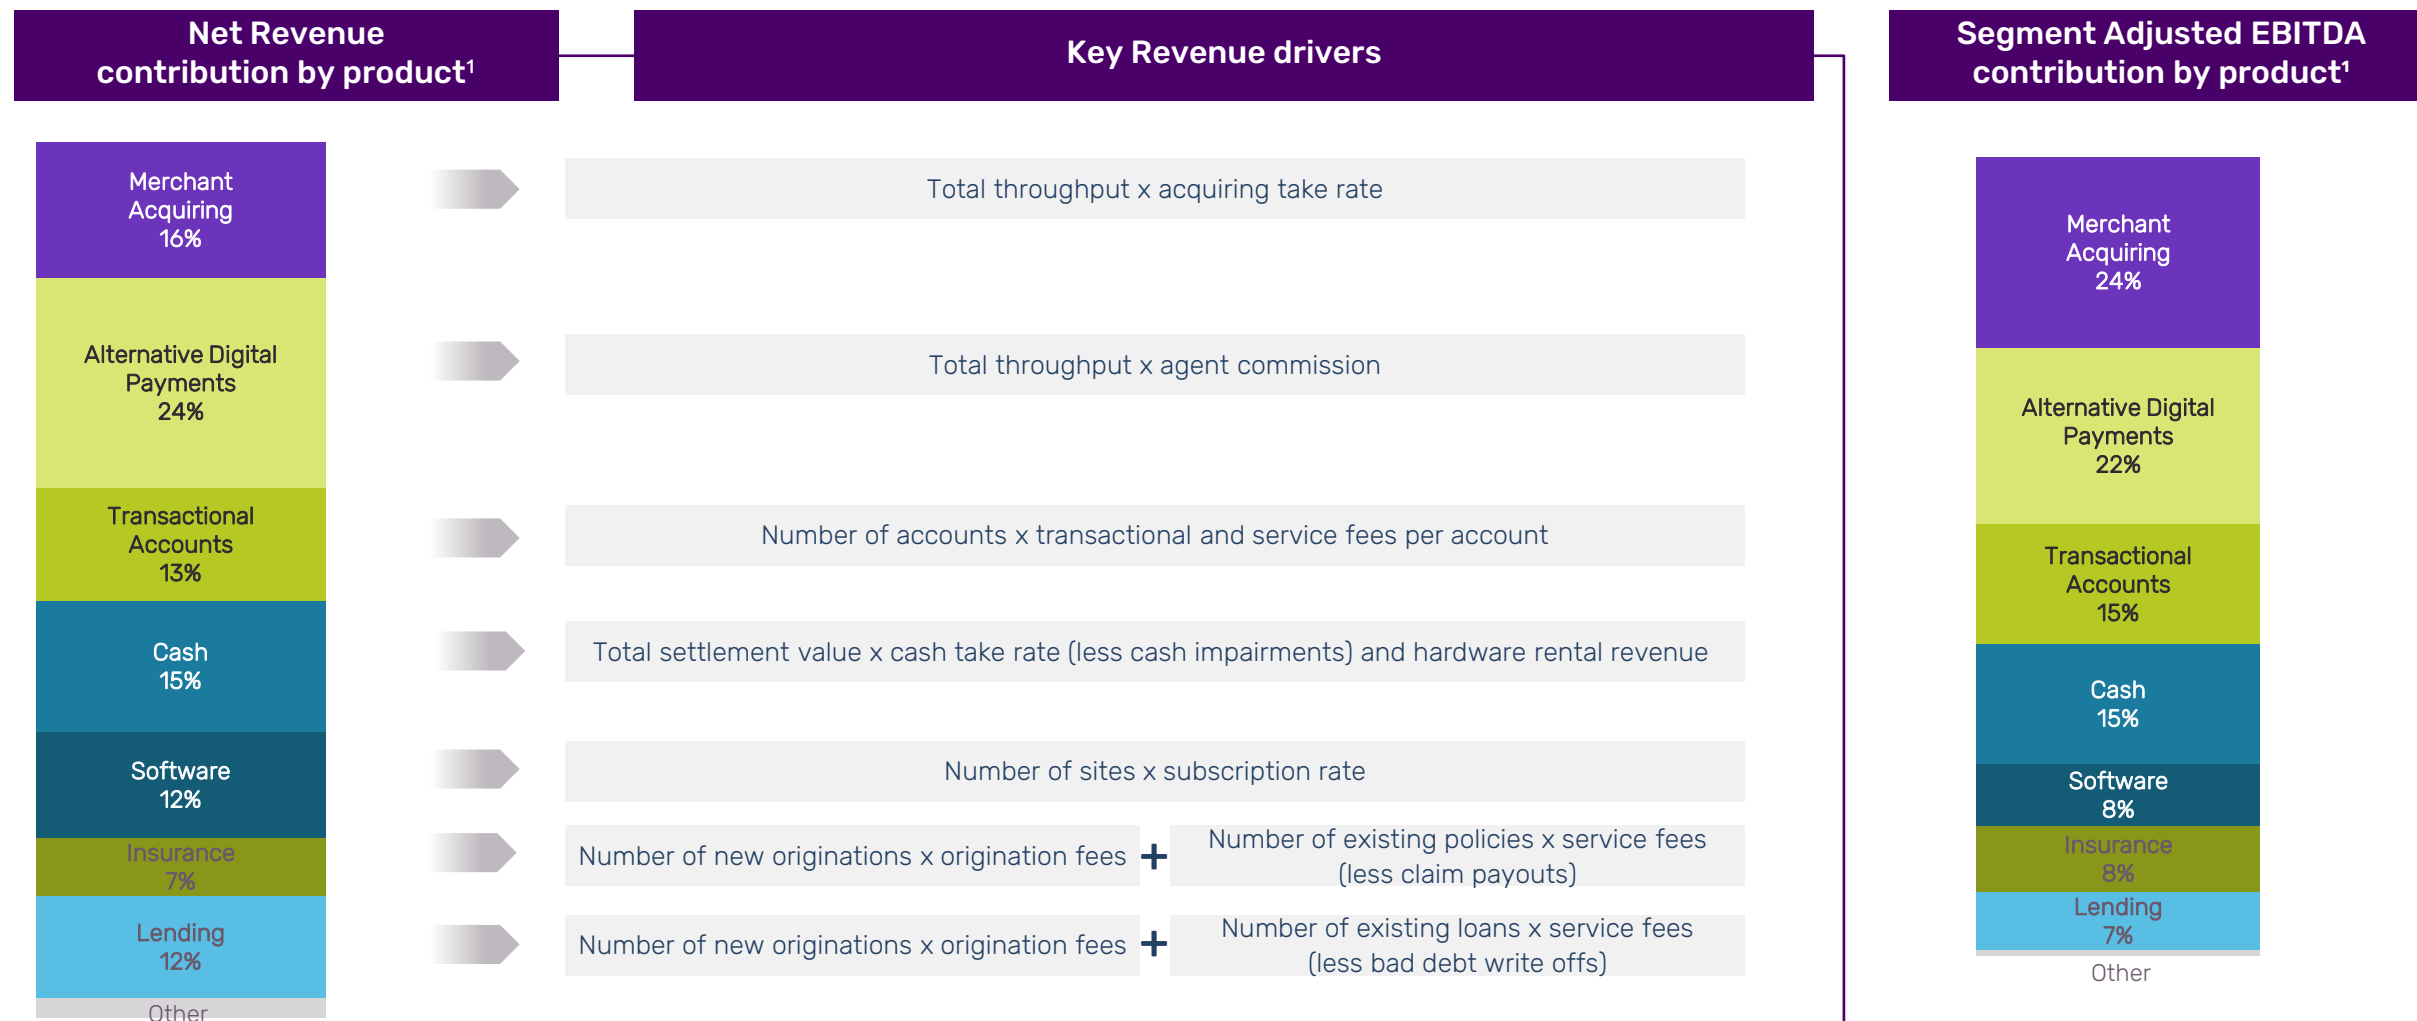 Net Revenue
contribution by product¹
Key Revenue drivers
Segment Adjusted EBITDA
contribution by product¹
Merchant
Acquiring
16%
Alternative Digital
Payments
24%
Transactional
Accounts
13%
Cash
15%
Software
12%
Insurance
7%
Lending
12%
Other
Total throughput x acquiring take rate
Total throughput x agent commission
Number of accounts x transactional and service fees per account
Total settlement value x cash take rate (less cash impairments) and hardware rental revenue
Number of sites x subscription rate
Number of new originations x origination fees
+
Number of existing policies x service fees
(less claim payouts)
Number of new originations x origination fees
+
Number of existing loans x service fees
(less bad debt write offs)
Merchant
Acquiring
24%
Alternative Digital
Payments
22%
Transactional
Accounts
15%
Cash
15%
Software
8%
Insurance
8%
Lending
7%
Other